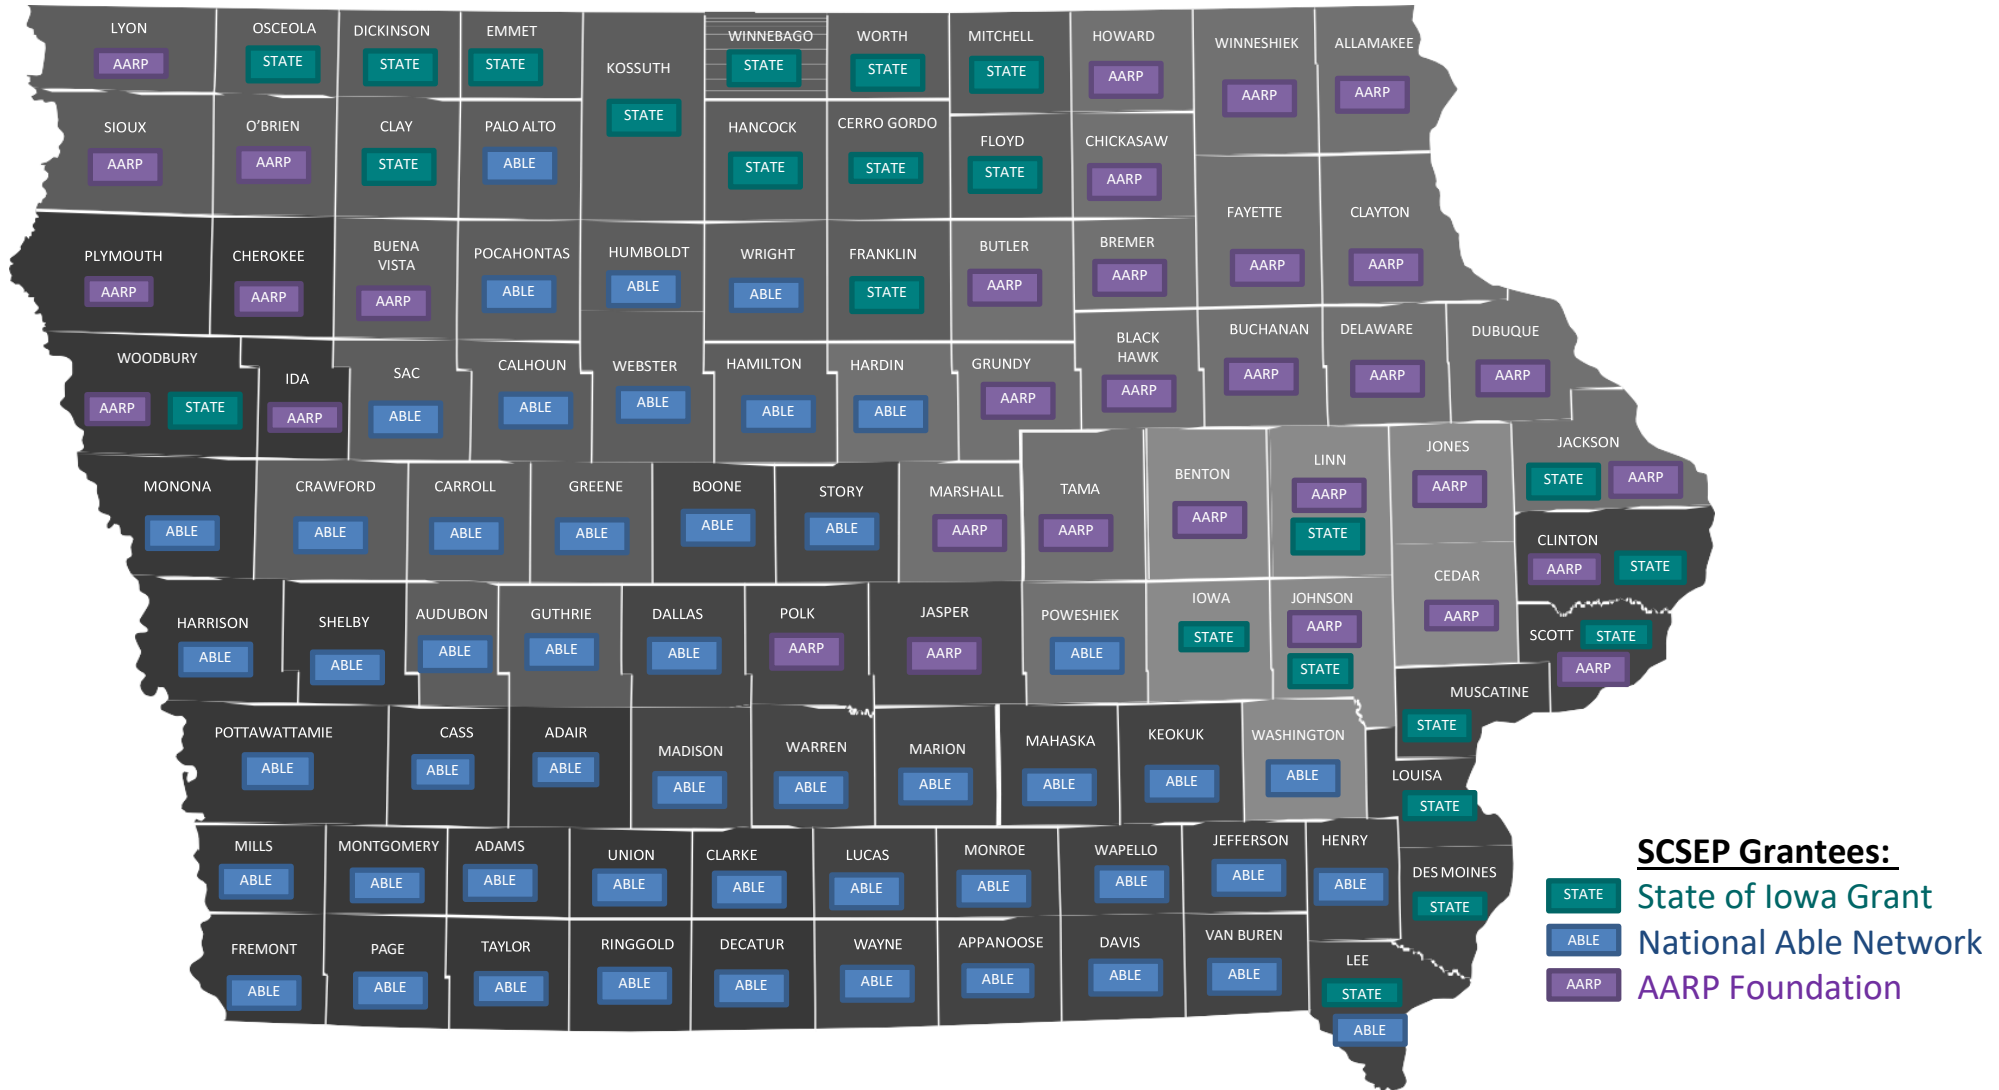 LYON
AARP
OSCEOLA
STATE
DICKINSON
STATE
EMMET
STATE
KOSSUTH
STATE
WINNEBAGO
STATE
WORTH
STATE
MITCHELL
STATE
HOWARD
AARP
WINNESHIEK
AARP
ALLAMAKEE
AARP
SIOUX
AARP
O'BRIEN
AARP
CLAY
STATE
PALO ALTO
ABLE
HANCOCK
STATE
CERRO GORDO
STATE
FLOYD
STATE
CHICKASAW
AARP
FAYETTE
AARP
CLAYTON
AARP
PLYMOUTH
AARP
CHEROKEE
AARP
BUENA
VISTA
AARP
POCAHONTAS
ABLE
HUMBOLDT
ABLE
WRIGHT
ABLE
FRANKLIN
STATE
BUTLER
AARP
BREMER
AARP
WOODBURY
AARP
STATE
IDA
AARP
SAC
ABLE
CALHOUN
ABLE
WEBSTER
ABLE
HAMILTON
ABLE
HARDIN
ABLE
GRUNDY
AARP
BLACK
HAWK
AARP
BUCHANAN
AARP
DELAWARE
AARP
DUBUQUE
AARP
MONONA
ABLE
CRAWFORD
ABLE
CARROLL
ABLE
GREENE
ABLE
BOONE
ABLE
STORY
ABLE
MARSHALL
AARP
TAMA
AARP
BENTON
AARP
LINN
AARP
STATE
JONES
AARP
JACKSON
STATE
AARP
CLINTON
AARP
STATE
HARRISON
ABLE
SHELBY
ABLE
AUDUBON
ABLE
GUTHRIE
ABLE
DALLAS
ABLE
POLK
AARP
JASPER
AARP
POWESHIEK
ABLE
IOWA
STATE
JOHNSON
AARP
STATE
CEDAR
AARP
SCOTT
STATE
AARP
MUSCATINE
STATE
POTTAWATTAMIE
ABLE
CASS
ABLE
ADAIR
ABLE
MADISON
ABLE
WARREN
ABLE
MARION
ABLE
MAHASKA
ABLE
KEOKUK
ABLE
WASHINGTON
ABLE
LOUISA
STATE
MILLS
ABLE
MONTGOMERY
ABLE
ADAMS
ABLE
UNION
ABLE
CLARKE
ABLE
LUCAS
ABLE
MONROE
ABLE
WAPELLO
ABLE
JEFFERSON
ABLE
HENRY
ABLE
DES MOINES
STATE
FREMONT
ABLE
PAGE
ABLE
TAYLOR
ABLE
RINGGOLD
ABLE
DECATUR
ABLE
WAYNE
ABLE
APPANOOSE
ABLE
DAVIS
ABLE
VAN BUREN
ABLE
LEE
STATE
ABLE
SCSEP Grantees:
STATE State of Iowa Grant
ABLE National Able Network
AARP AARP Foundation